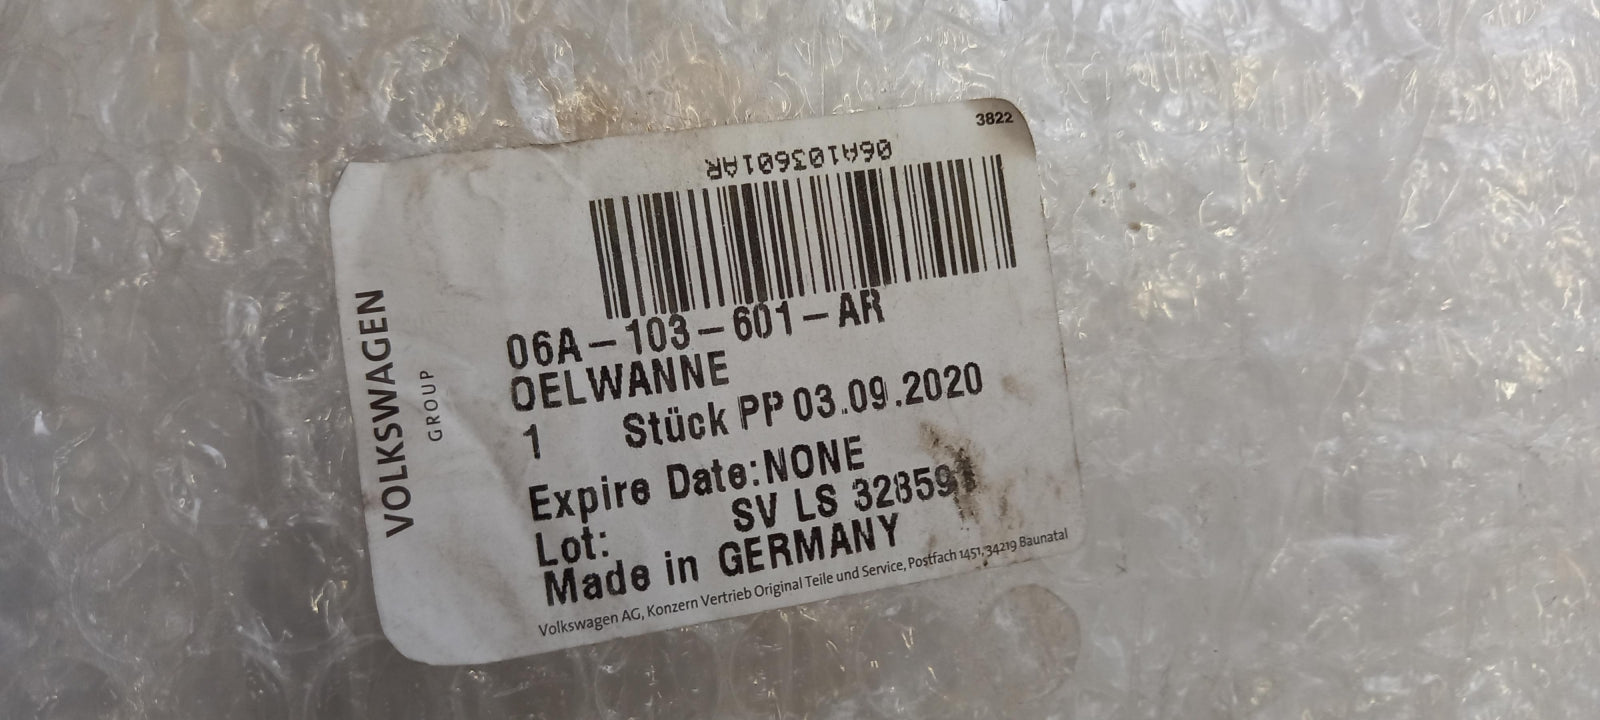 3822
06A103601AR
VOLKSWAGEN
GROUP
06A-103-601-AR
OELWANNE
1 Stück PP 03.09.2020
Expire Date:NONE
Lot: SV LS
Made in GERMANY
Volkswagen AG, Konzern Vertrieb Original Teile und Service, Postfach 1451, 34219 Baunatal